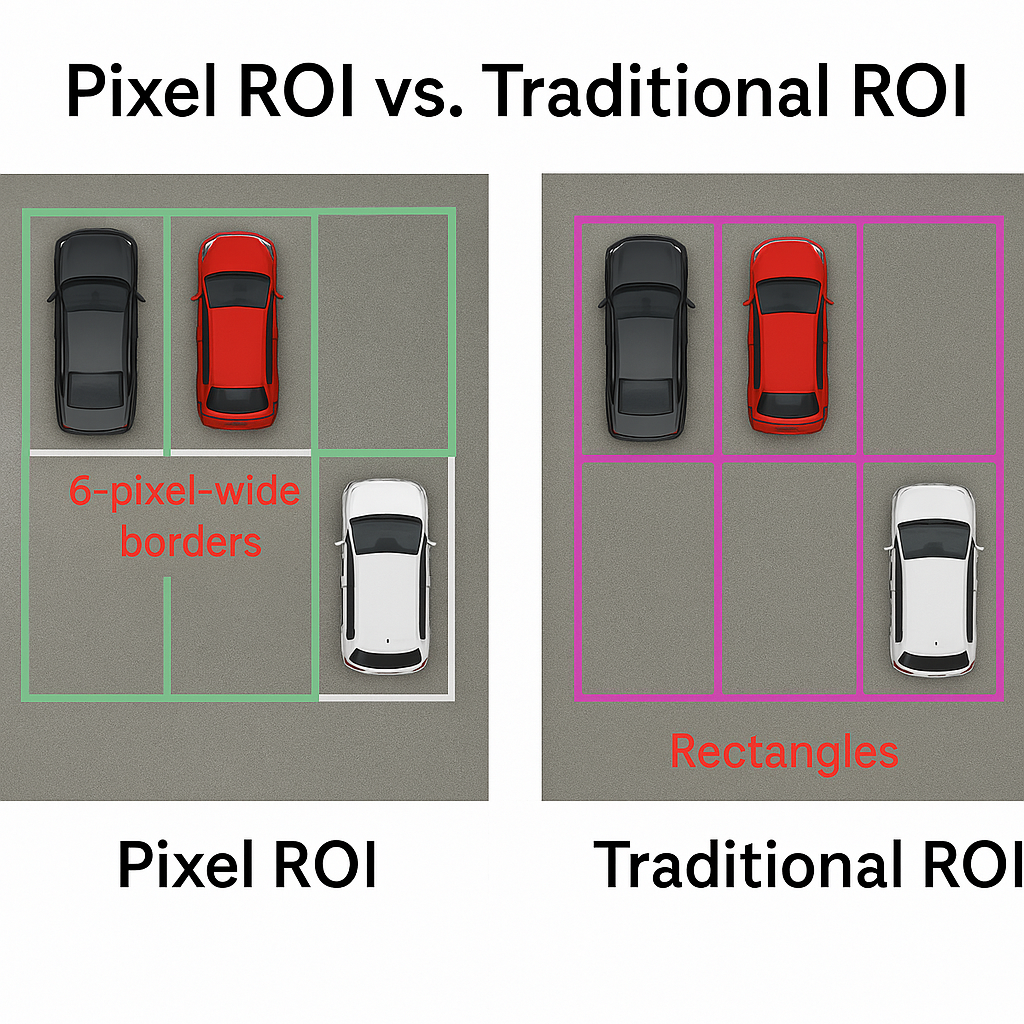 Pixel ROI vs. Traditional ROI
6-pixel-wide
borders
Rectangles
Pixel ROI
Traditional ROI